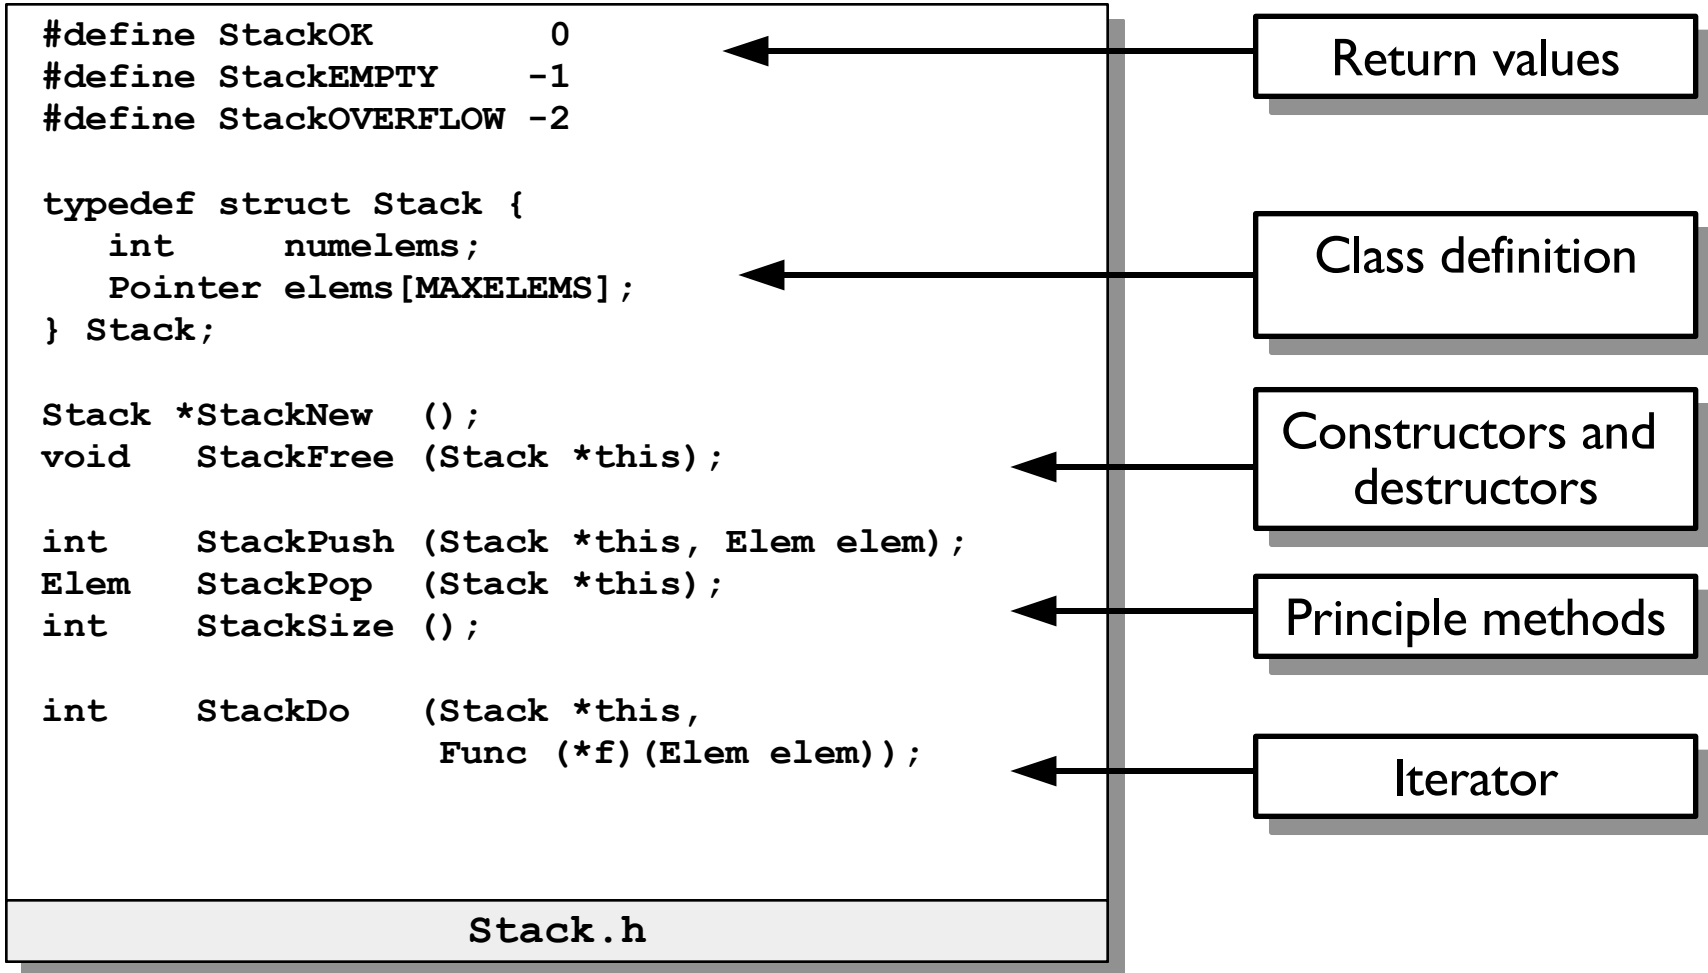 #define StackOK           0
#define StackEMPTY      -1
#define StackOVERFLOW -2
typedef struct Stack {
   int     numelems;
   Pointer elems[MAXELEMS];
} Stack;
Stack *StackNew  ();
void   StackFree (Stack *this);
int    StackPush (Stack *this, Elem elem);
Elem   StackPop  (Stack *this);
int    StackSize ();
int    StackDo   (Stack *this,
                  Func (*f)(Elem elem));
Stack.h
Return values
Class definition
Constructors and
destructors
Principle methods
Iterator